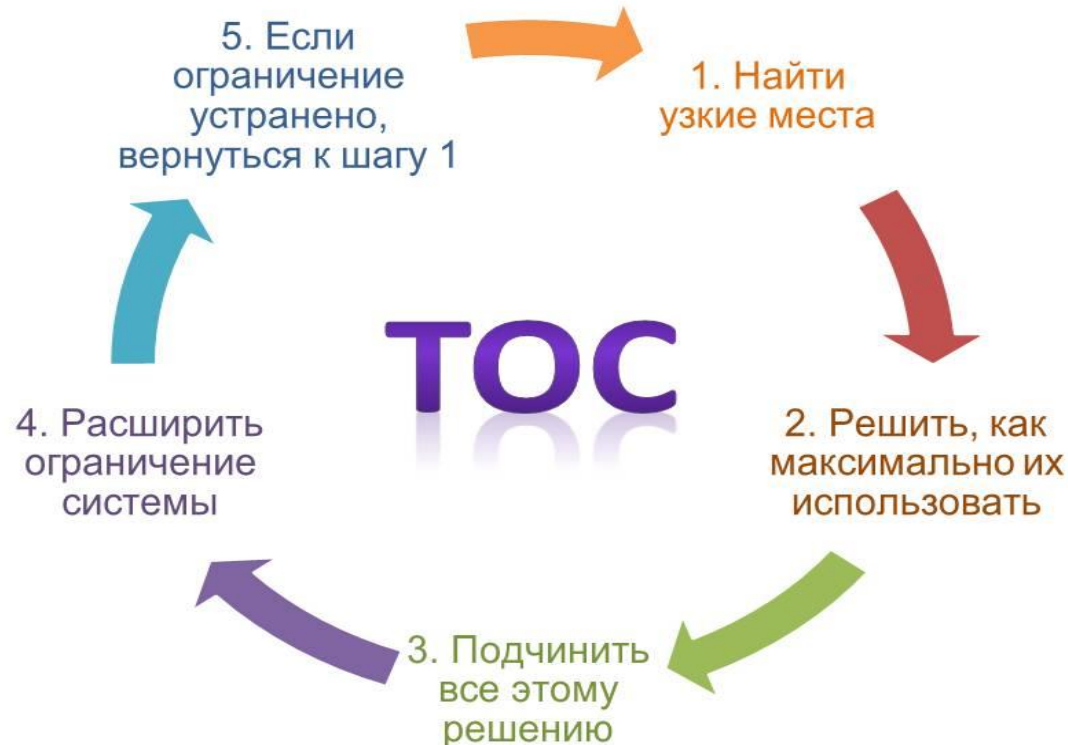 1. Найти
узкие места
2. Решить, как
максимально их
использовать
3. Подчинить
все этому
решению
4. Расширить
ограничение
системы
5. Если
ограничение
устранено,
вернуться к шагу 1
ТОС